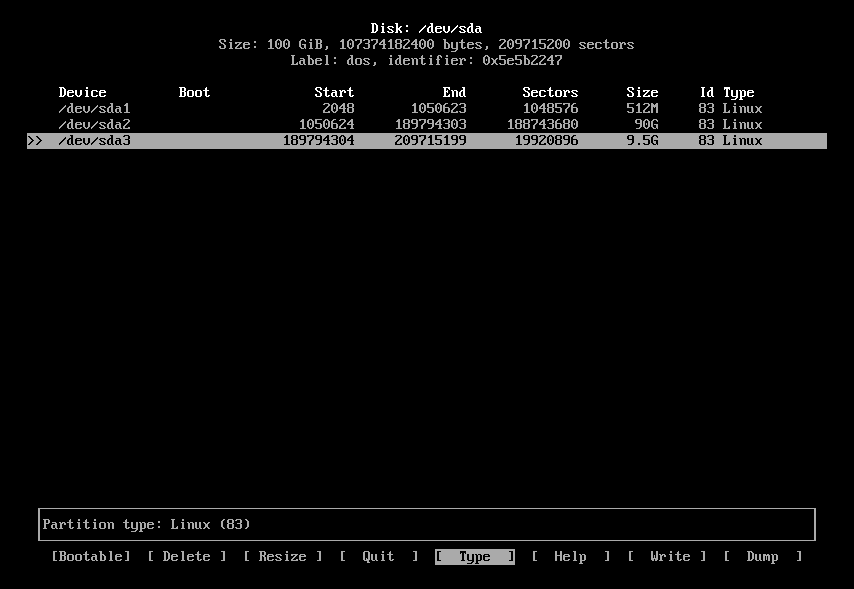 Disk: /dev/sda
Size: 100 GiB, 107374182400 bytes, 209715200 sectors
Label: dos, identifier: 0x5e5b2247
Device Boot Start End Sectors Size Id Type
/dev/sda1 2048 1050623 1048576 512M 83 Linux
/dev/sda2 1050624 189794303 188743680 90G 83 Linux
>> /dev/sda3 189794304 209715199 19920896 9.5G 83 Linux
Partition type: Linux (83)
[Bootable] [ Delete ] [ Resize ] [ Quit ] [ Type ] [ Help ] [ Write ] [ Dump ]